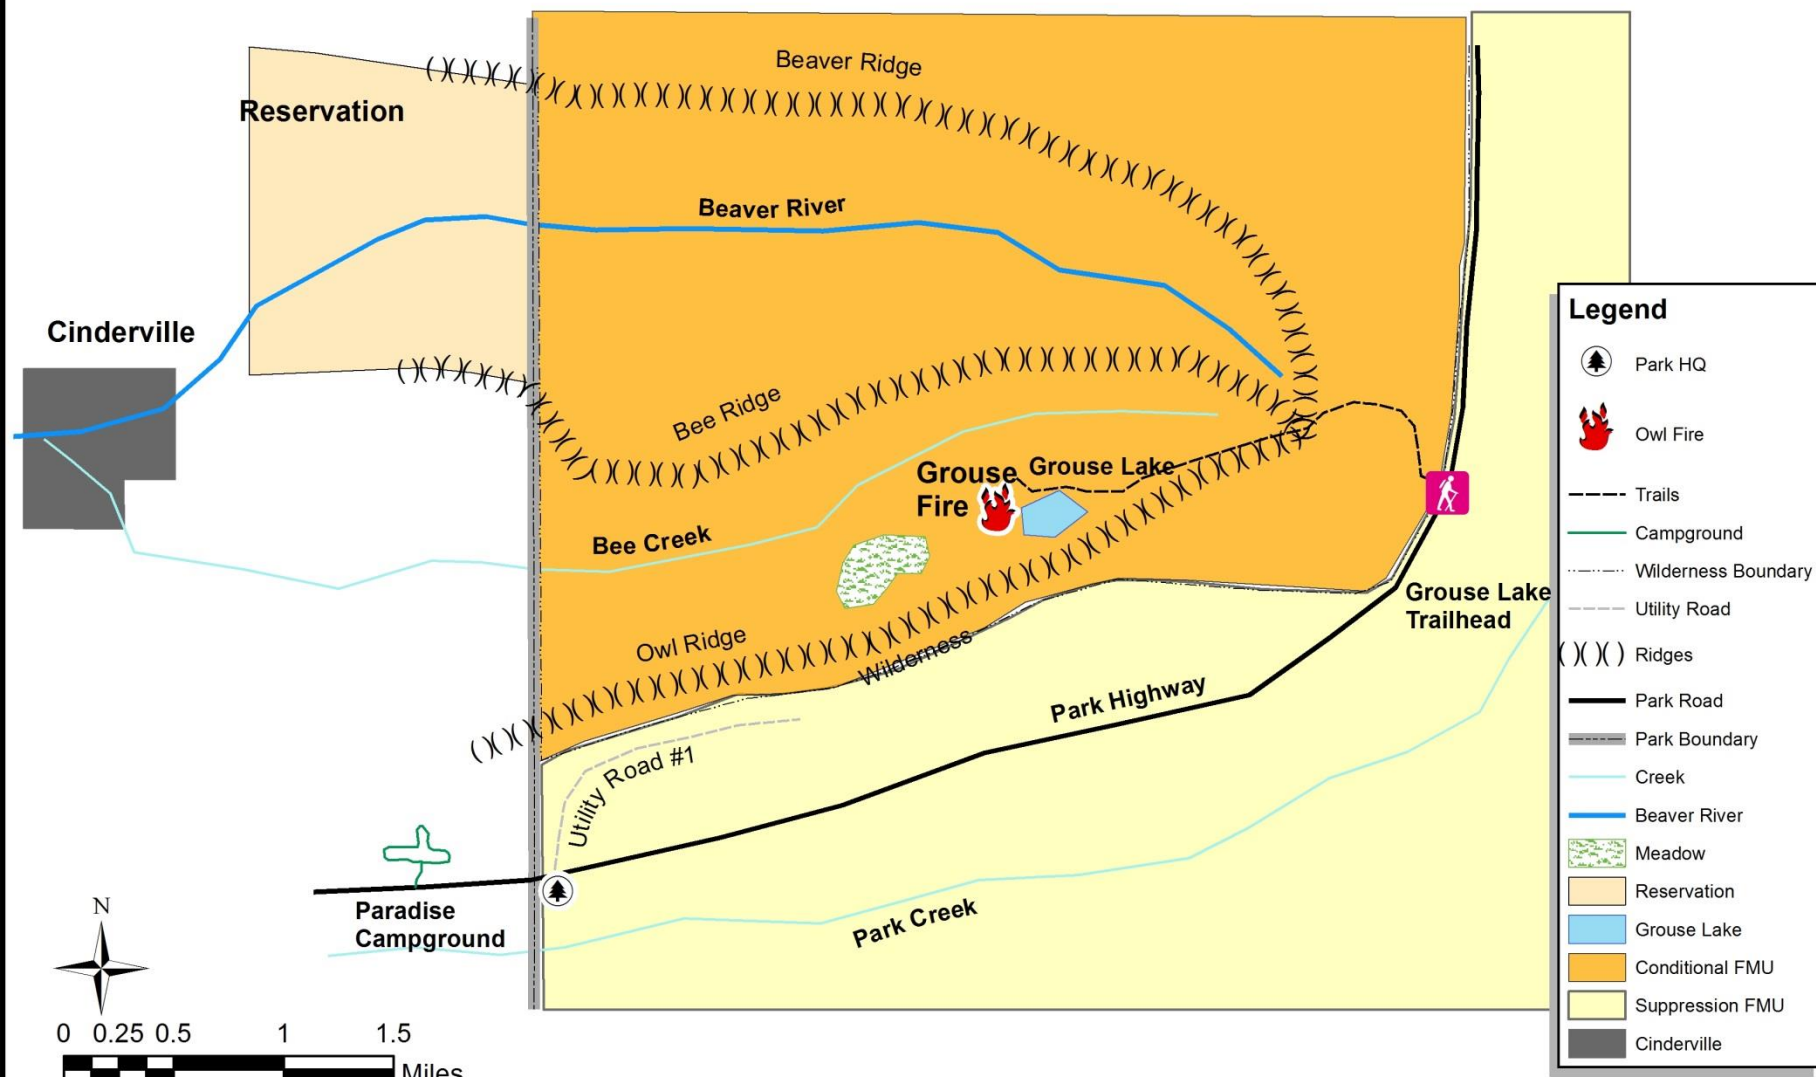 Beaver Ridge
Reservation
Beaver River
Cinderville
Bee Ridge
Grouse
Fire
Grouse Lake
Bee Creek
Owl Ridge
Wilderness
Grouse Lake
Trailhead
Park Highway
Utility Road #1
Paradise
Campground
Park Creek
N
0 0.25 0.5 1 1.5
Miles
Legend
Park HQ
Owl Fire
Trails
Campground
Wilderness Boundary
Utility Road
Ridges
Park Road
Park Boundary
Creek
Beaver River
Meadow
Reservation
Grouse Lake
Conditional FMU
Suppression FMU
Cinderville